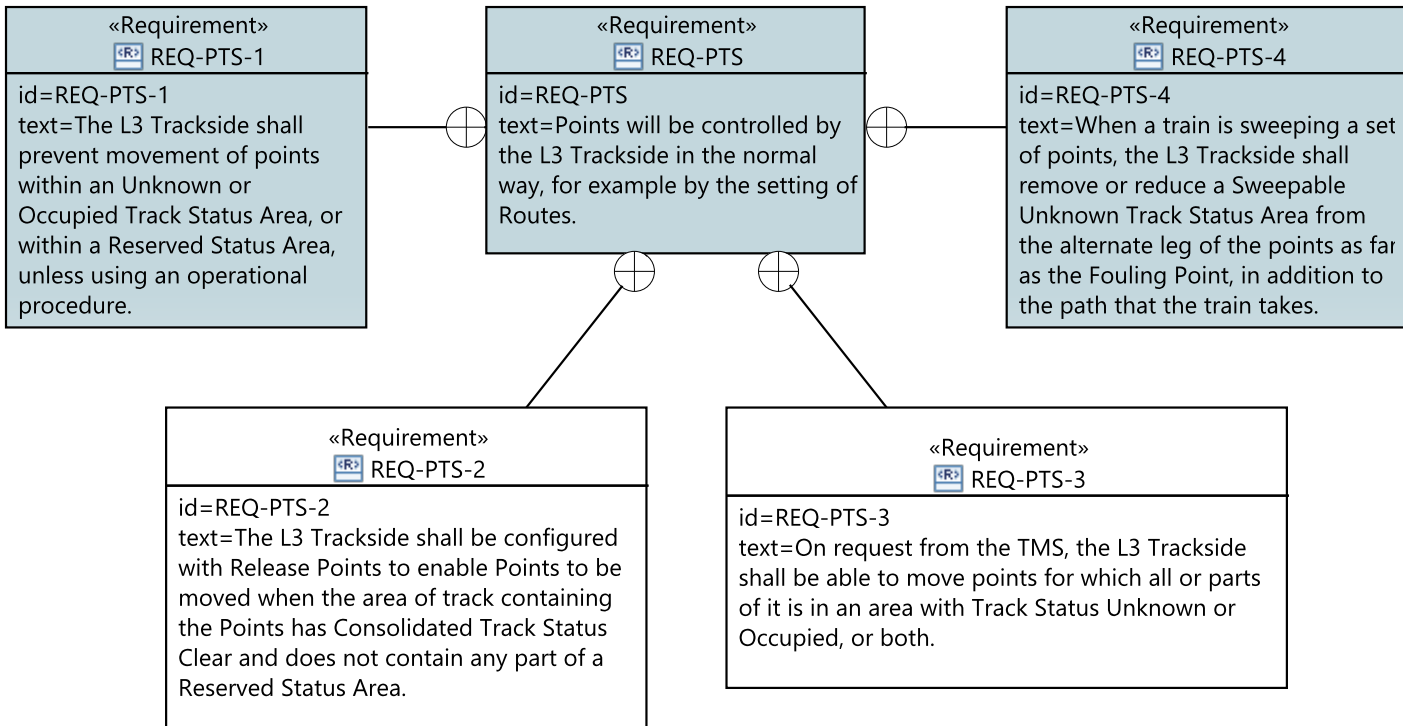 «Requirement»
REQ-PTS-1
id=REQ-PTS-1
text=The L3 Trackside shall
prevent movement of points
within an Unknown or
Occupied Track Status Area, or
within a Reserved Status Area,
unless using an operational
procedure.
«Requirement»
REQ-PTS
id=REQ-PTS
text=Points will be controlled by
the L3 Trackside in the normal
way, for example by the setting of
Routes.
«Requirement»
REQ-PTS-4
id=REQ-PTS-4
text=When a train is sweeping a set
of points, the L3 Trackside shall
remove or reduce a Sweepable
Unknown Track Status Area from
the alternate leg of the points as far
as the Fouling Point, in addition to
the path that the train takes.
«Requirement»
REQ-PTS-2
id=REQ-PTS-2
text=The L3 Trackside shall be configured
with Release Points to enable Points to be
moved when the area of track containing
the Points has Consolidated Track Status
Clear and does not contain any part of a
Reserved Status Area.
«Requirement»
REQ-PTS-3
id=REQ-PTS-3
text=On request from the TMS, the L3 Trackside
shall be able to move points for which all or parts
of it is in an area with Track Status Unknown or
Occupied, or both.